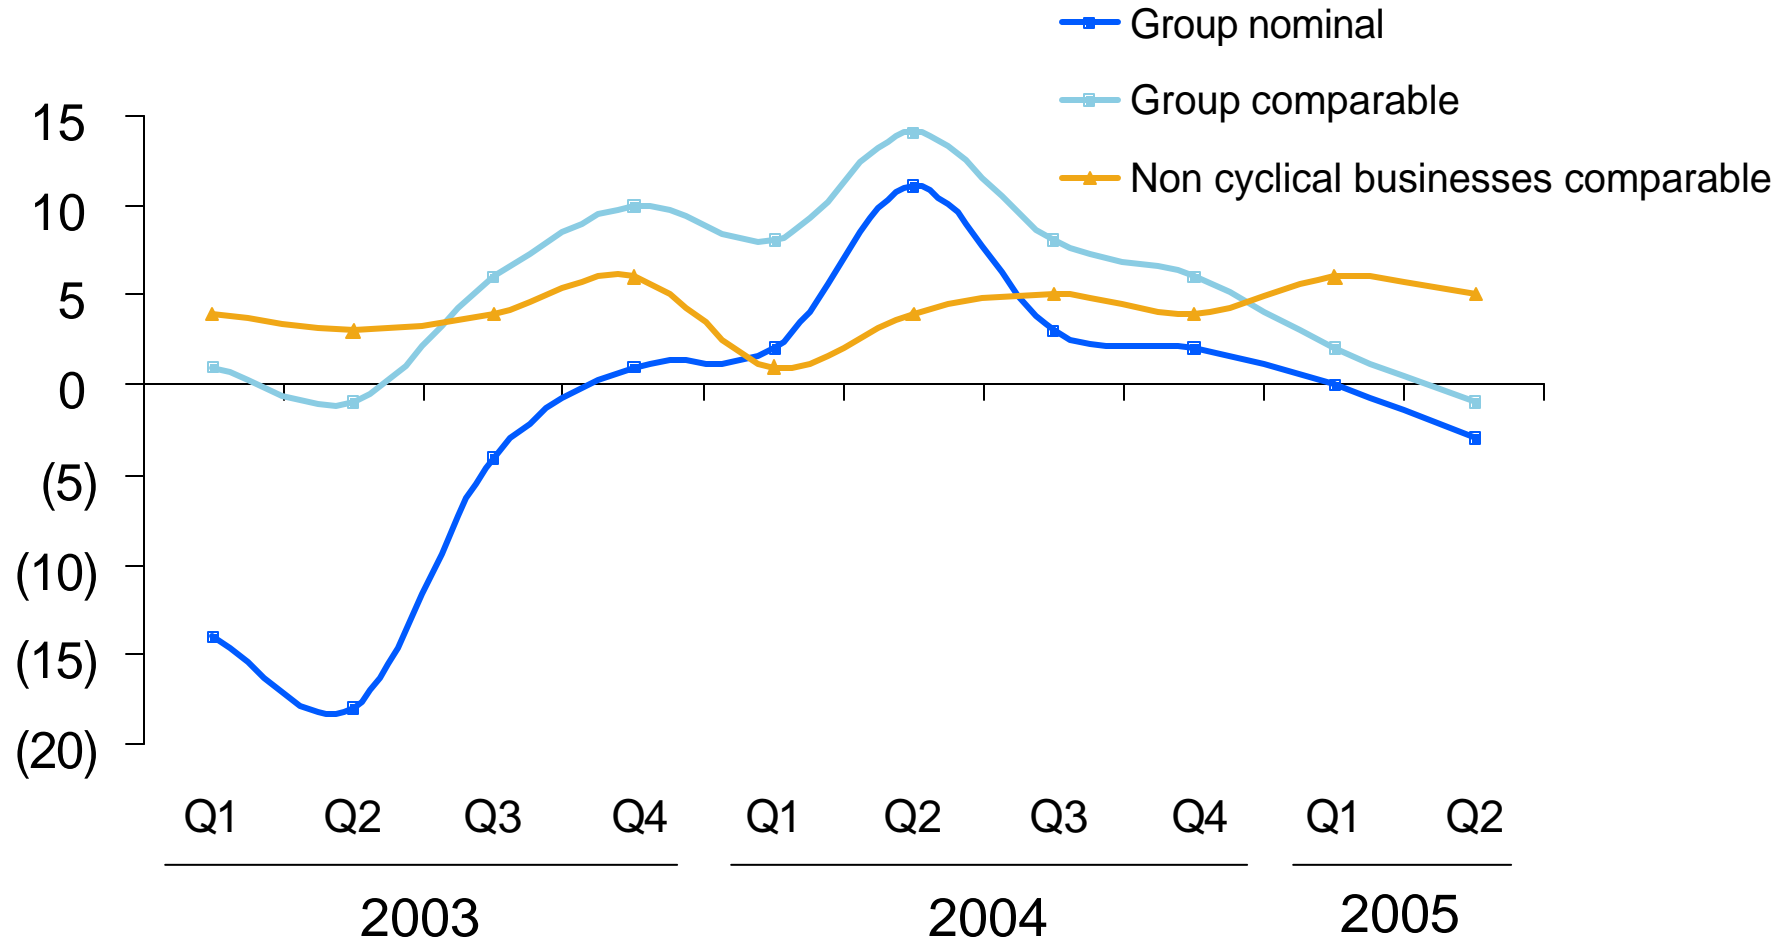 Group nominal
Group comparable
Non cyclical businesses comparable
15
10
5
0
(5)
(10)
(15)
(20)
Q1 Q2 Q3 Q4 Q1 Q2 Q3 Q4 Q1 Q2
2003 2004 2005